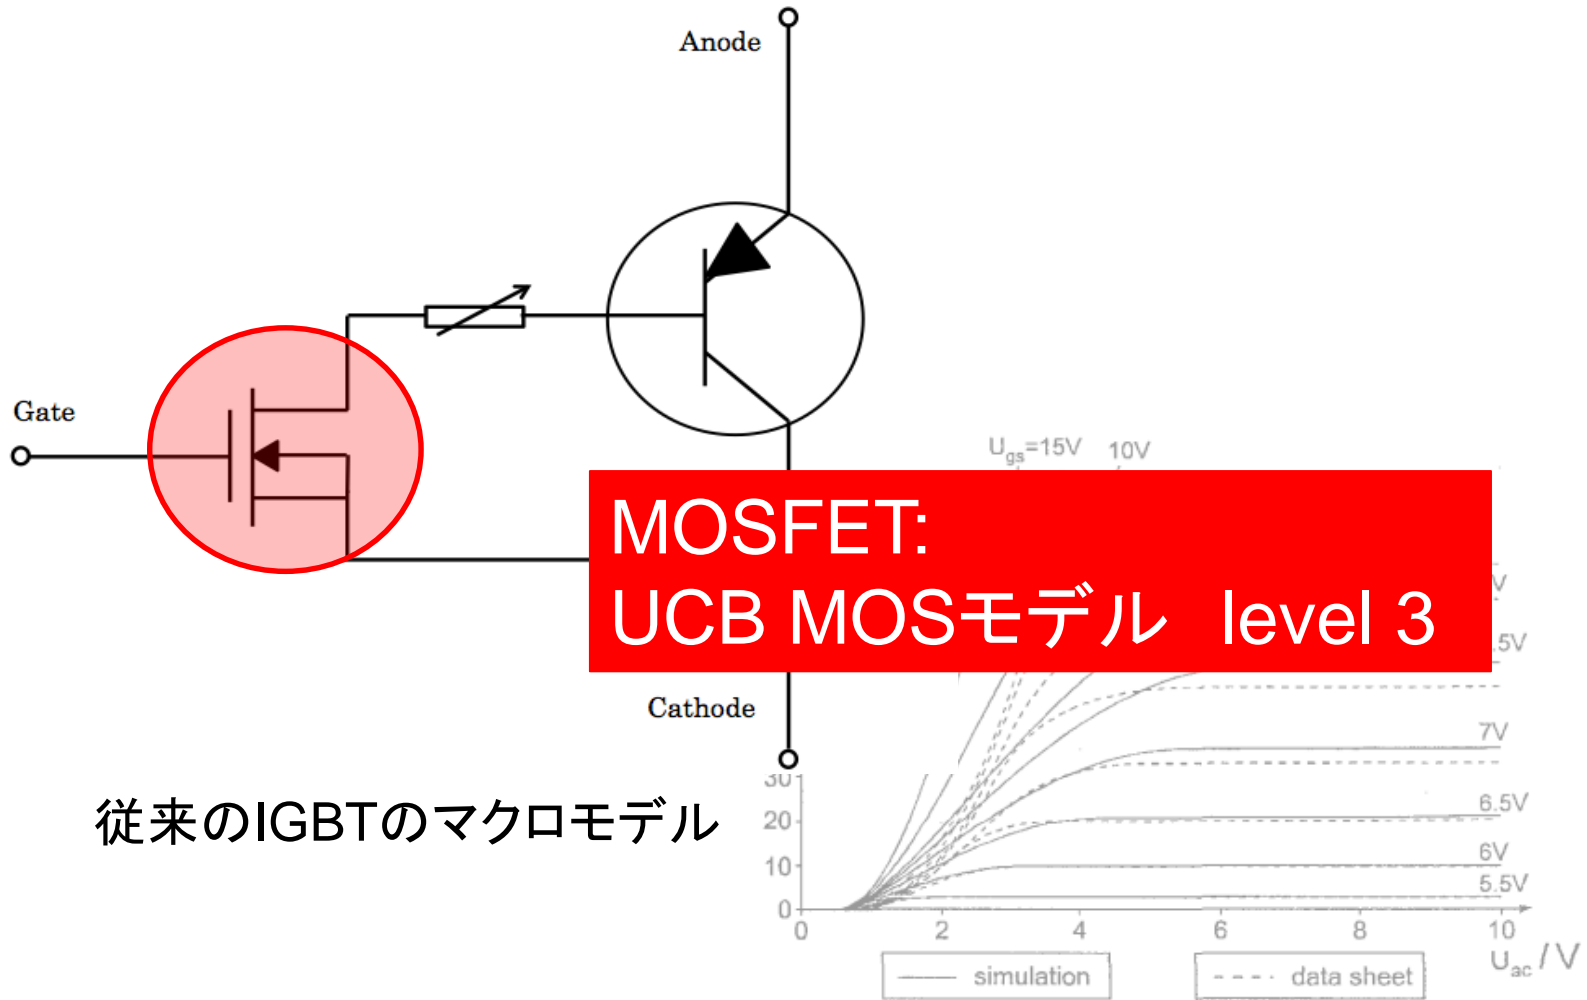 Anode
Gate
U_gs=15V 10V
MOSFET:
UCB MOSモデル level 3
V
.5V
Cathode
7V
30
従来のIGBTのマクロモデル
20
6.5V
10
6V
5.5V
0
0 2 4 6 8 10
U_ac / V
simulation
data sheet